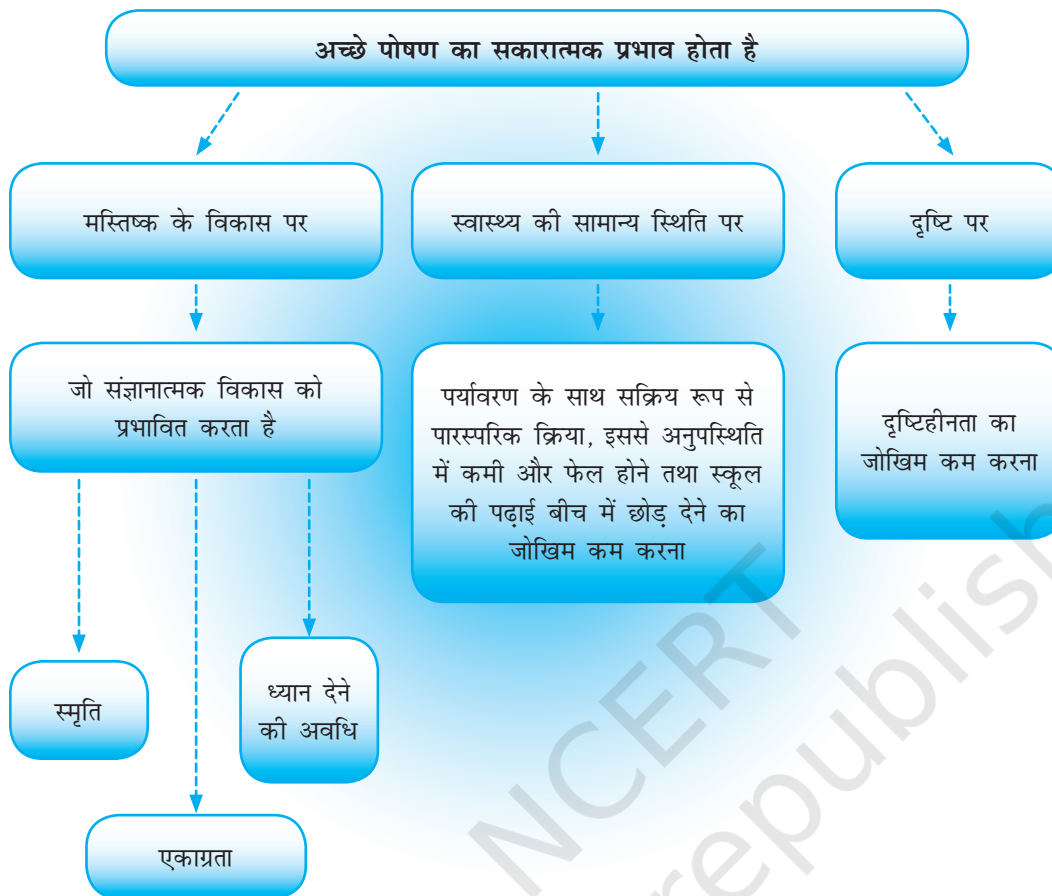 अच्छे पोषण का सकारात्मक प्रभाव होता है
मस्तिष्क के विकास पर
स्वास्थ्य की सामान्य स्थिति पर
दृष्टि पर
जो संज्ञानात्मक विकास को
प्रभावित करता है
पर्यावरण के साथ सक्रिय रूप से
पारस्परिक क्रिया, इससे अनुपस्थिति
में कमी और फेल होने तथा स्कूल
की पढ़ाई बीच में छोड़ देने का
जोखिम कम करना
दृष्टिहीनता का
जोखिम कम करना
स्मृति
ध्यान देने
की अवधि
एकाग्रता
NCERT
republish